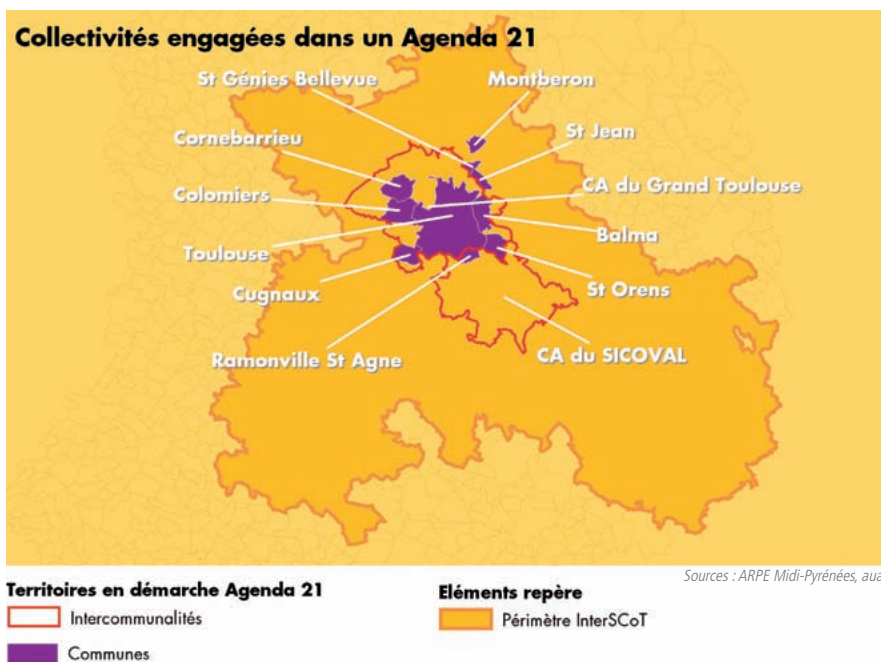 Collectivités engagées dans un Agenda 21
St Génies Bellevue
Montberon
Cornebarrieu
St Jean
Colomiers
CA du Grand Toulouse
Toulouse
Balma
Cugnaux
St Orens
Ramonville St Agne
CA du SICOVAL
Sources : ARPE Midi-Pyrénées, aua
Territoires en démarche Agenda 21
Intercommunalités
Communes
Eléments repère
Périmètre InterSCoT